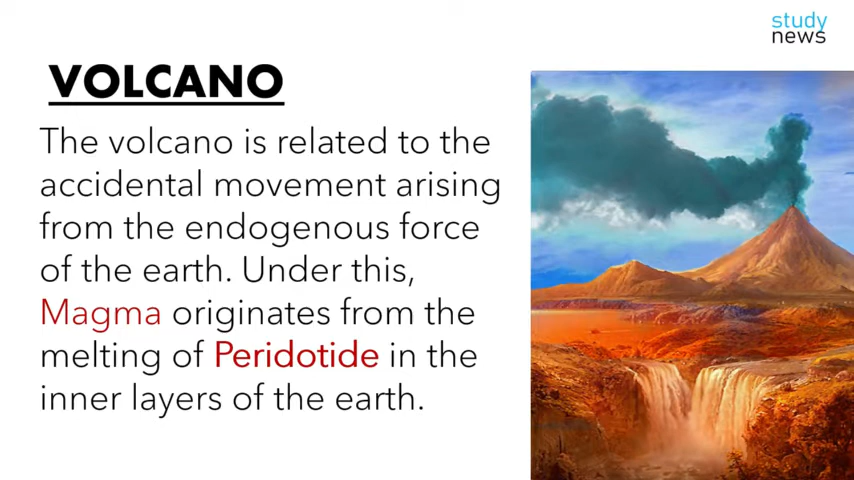 study
news
VOLCANO
The volcano is related to the
accidental movement arising
from the endogenous force
of the earth. Under this,
Magma originates from the
melting of Peridotide in the
inner layers of the earth.